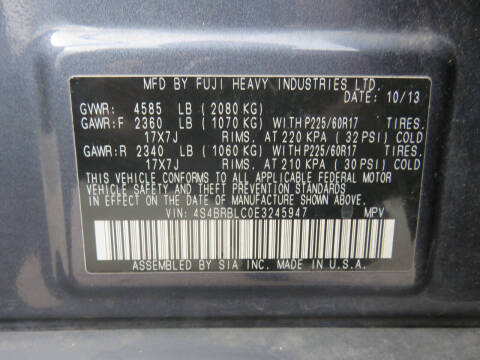 MFD BY FUJI HEAVY INDUSTRIES LTD.
DATE: 10/13
GVWR: 4585 LB (2080 KG)
GAWR:F 2360 LB (1070 KG) WITH P225/60R17
17X7J RIMS. AT 220 KPA (32 PSI) COLD
GAWR:R 2340 LB (1060 KG) WITH P225/60R17
17X7J RIMS. AT 210 KPA (30 PSI) COLD
THIS VEHICLE CONFORMS TO ALL APPLICABLE FEDERAL MOTOR
VEHICLE SAFETY AND THEFT PREVENTION STANDARDS
IN EFFECT ON THE DATE OF MANUFACTURE SHOWN ABOVE.
VIN: 4S4BRBLC0E3245947 MPV
ASSEMBLED BY SIA INC. MADE IN U.S.A.